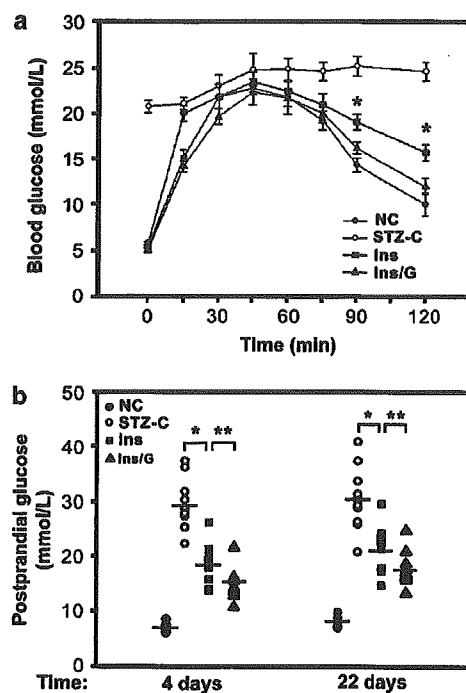 a
Blood glucose (mmol/L)
30
25
20
15
10
5
0
*
*
NC
STZ-C
Ins
Ins/G
0 30 60 90 120
Time (min)
b
Postprandial glucose
(mmol/L)
50
40
30
20
10
0
NC
STZ-C
Ins
Ins/G
* **
* **
Time: 4 days 22 days